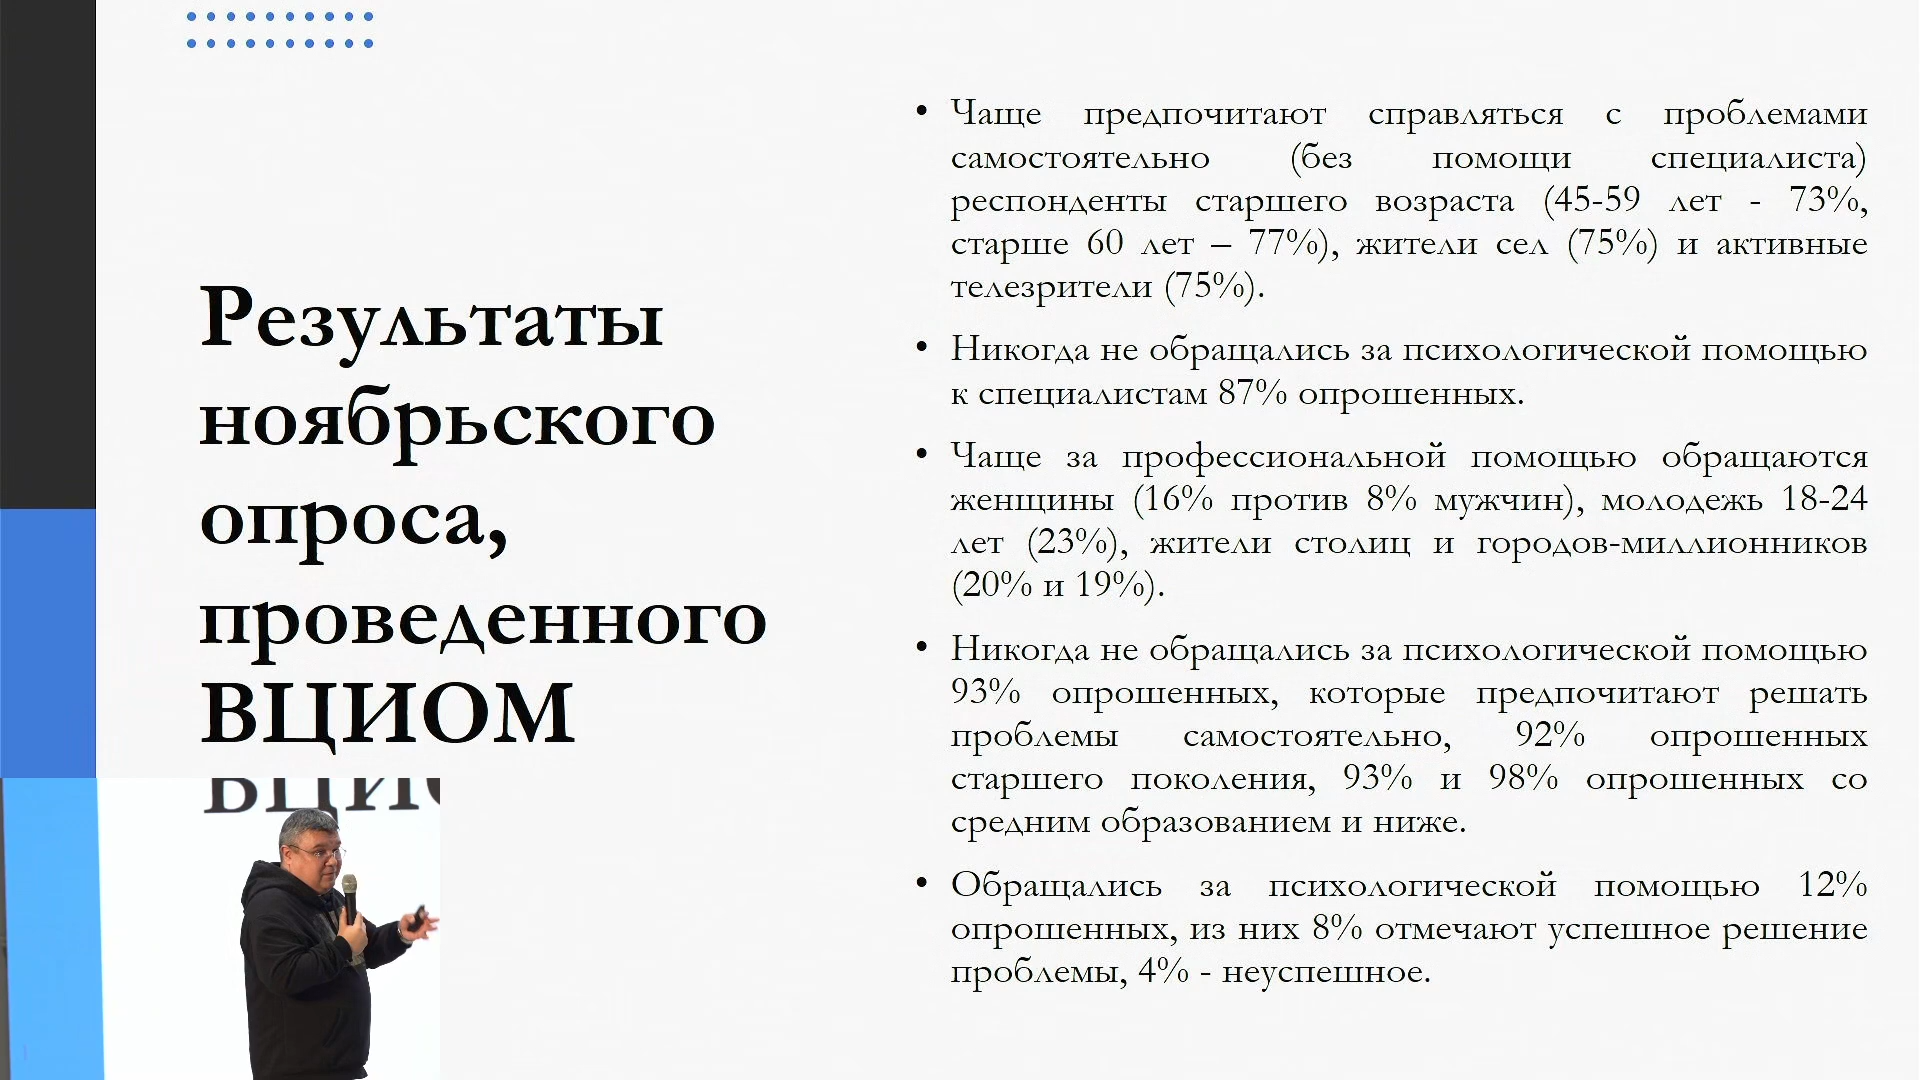 Результаты
ноябрьского
опроса,
проведенного
ВЦИОМ
• Чаще предпочитают справляться с проблемами
самостоятельно (без помощи специалиста)
респонденты старшего возраста (45-59 лет - 73%,
старше 60 лет – 77%), жители сел (75%) и активные
телезрители (75%).
• Никогда не обращались за психологической помощью
к специалистам 87% опрошенных.
• Чаще за профессиональной помощью обращаются
женщины (16% против 8% мужчин), молодежь 18-24
лет (23%), жители столиц и городов-миллионников
(20% и 19%).
• Никогда не обращались за психологической помощью
93% опрошенных, которые предпочитают решать
проблемы самостоятельно, 92% опрошенных
старшего поколения, 93% и 98% опрошенных со
средним образованием и ниже.
• Обращались за психологической помощью 12%
опрошенных, из них 8% отмечают успешное решение
проблемы, 4% - неуспешное.